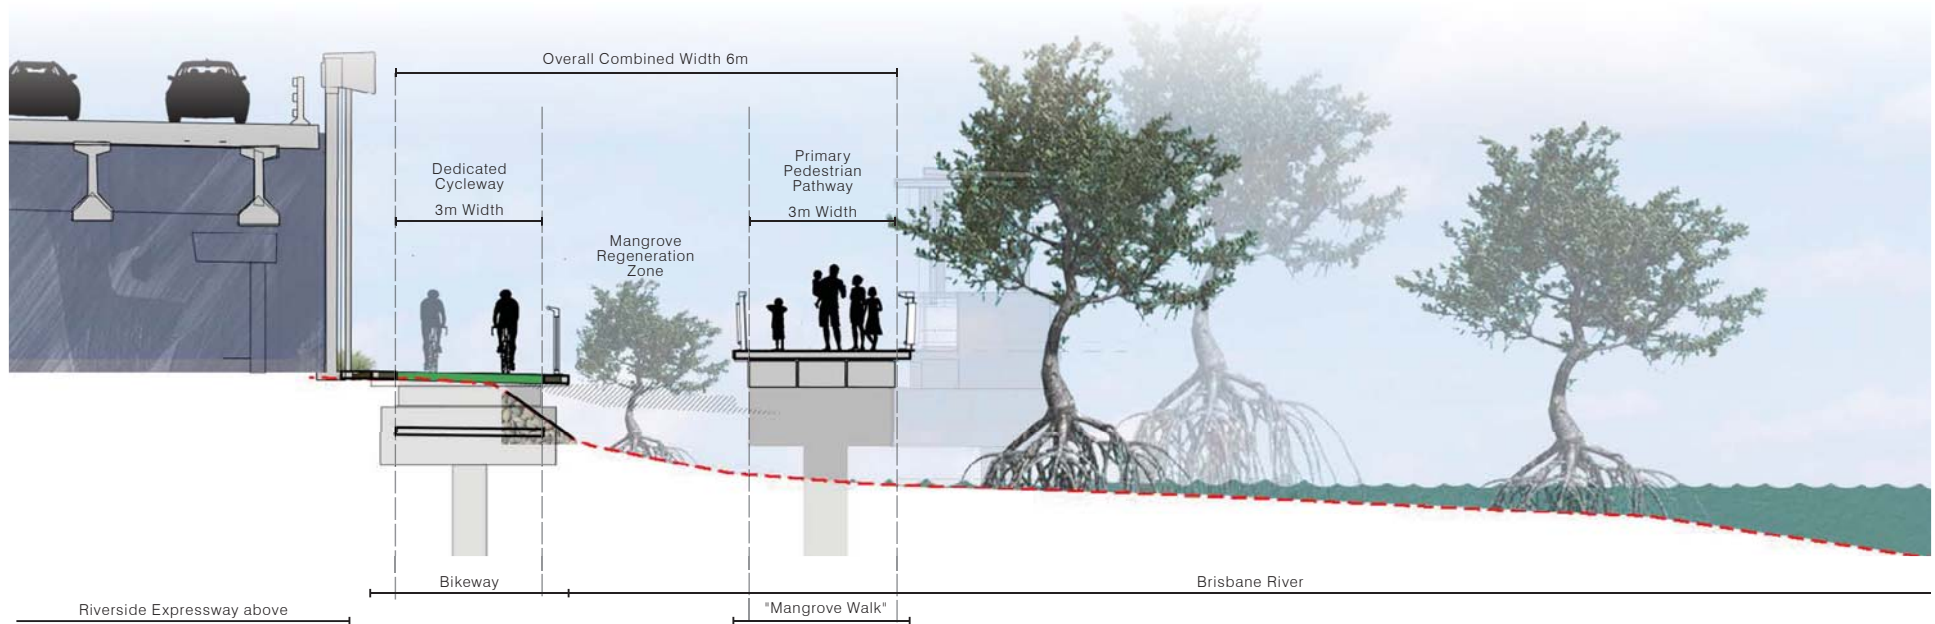 Overall Combined Width 6m
Dedicated
Cycleway
3m Width
Mangrove
Regeneration
Zone
Primary
Pedestrian
Pathway
3m Width
Bikeway
Brisbane River
Riverside Expressway above
"Mangrove Walk"